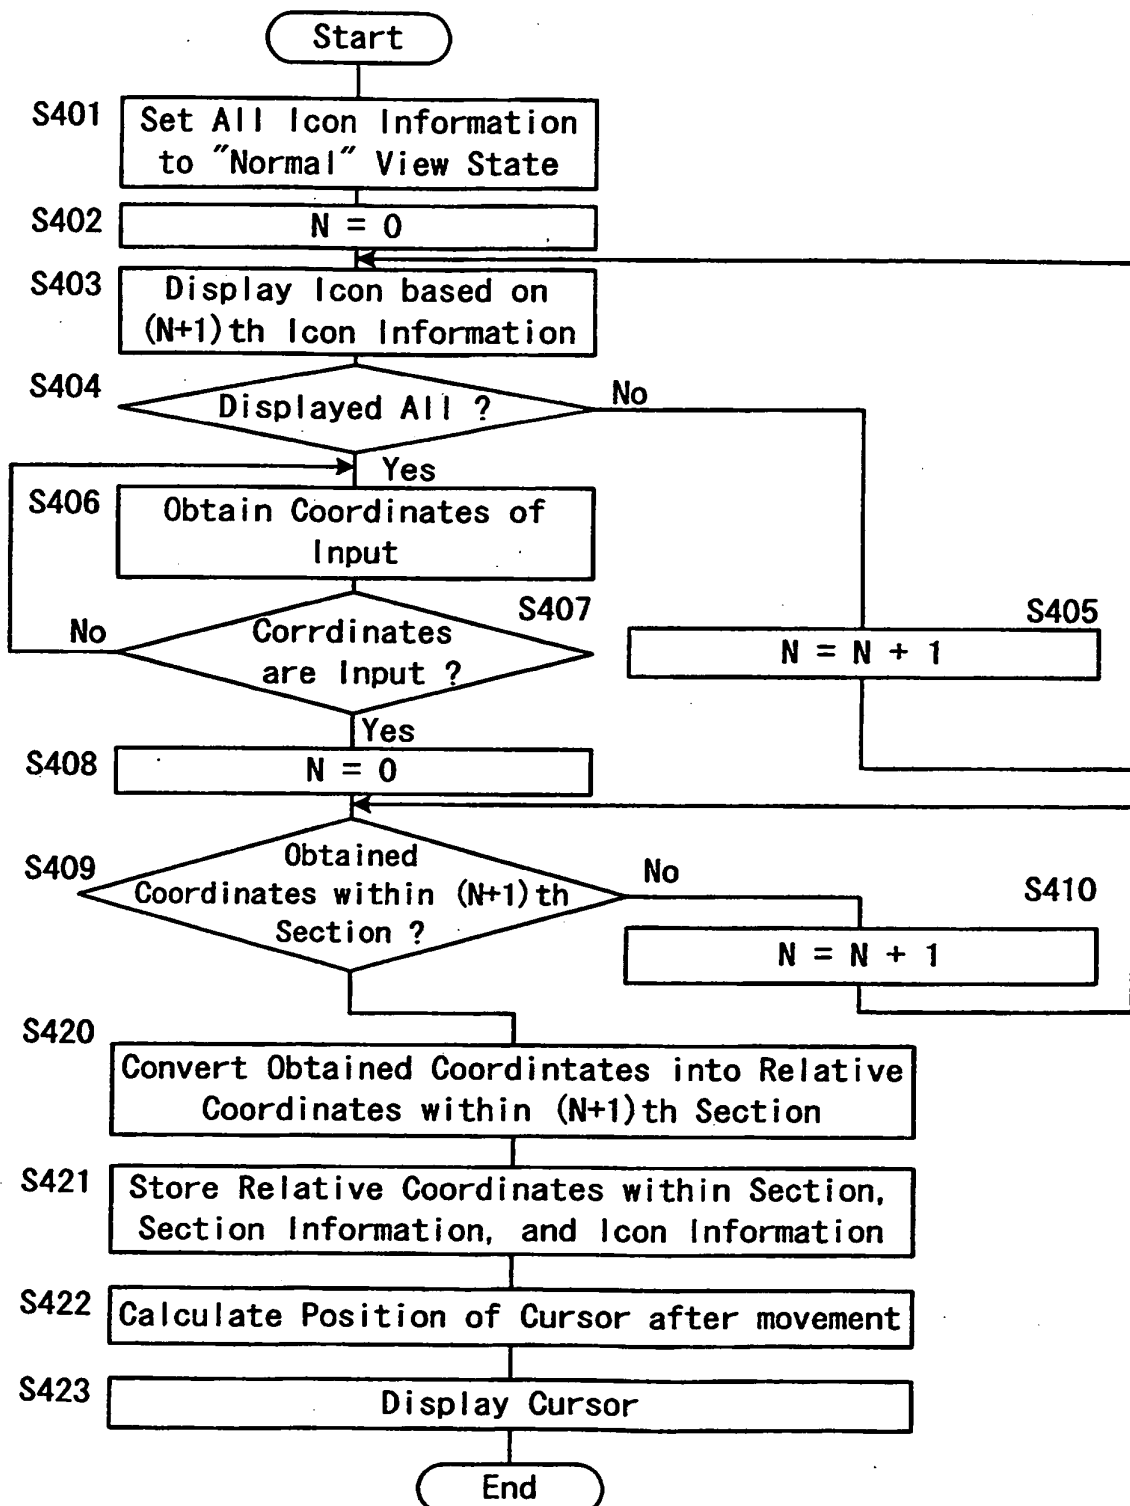 Start
S401
Set All Icon Information
to "Normal" View State
S402
N = 0
S403
Display Icon based on
(N+1)th Icon Information
S404
Displayed All ?
No
Yes
S406
Obtain Coordinates of
Input
S407
No
Corrdinates
are Input ?
S405
N = N + 1
Yes
S408
N = 0
S409
Obtained
Coordinates within (N+1)th
Section ?
No
S410
N = N + 1
S420
Convert Obtained Coordintates into Relative
Coordinates within (N+1)th Section
S421
Store Relative Coordinates within Section,
Section Information, and Icon Information
S422
Calculate Position of Cursor after movement
S423
Display Cursor
End